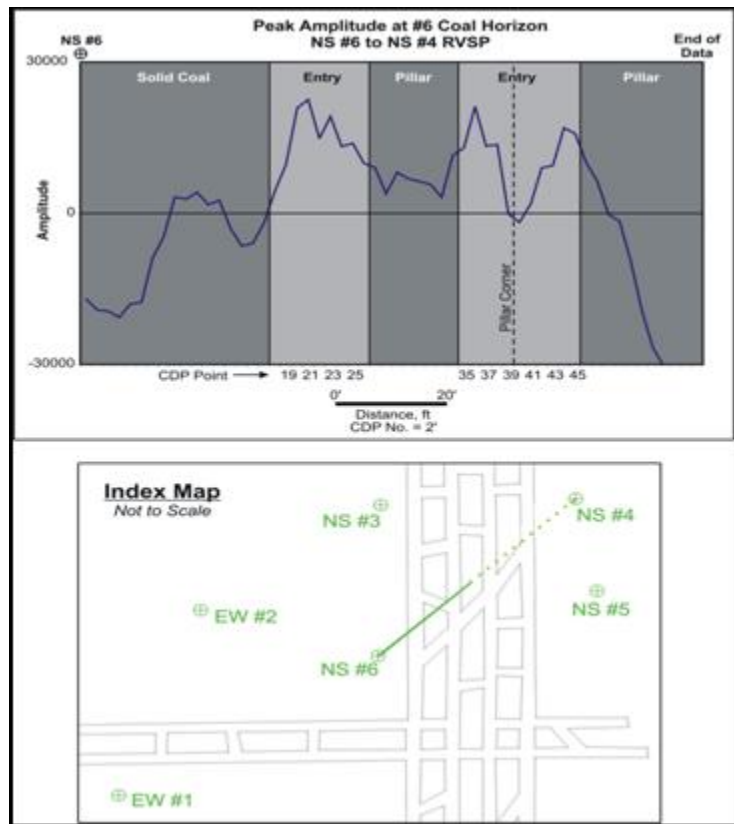 Peak Amplitude at #6 Coal Horizon
NS #6 to NS #4 RVSP
NS #6
End of
Data
30000
Solid Coal
Entry
Pillar
Entry
Pillar
Amplitude
0
Pillar Corner
-30000
CDP Point
19 21 23 25
35 37 39 41 43 45
0'
20'
Distance, ft
CDP No. = 2'
Index Map
Not to Scale
NS #3
NS #4
EW #2
NS #5
NS #6
EW #1